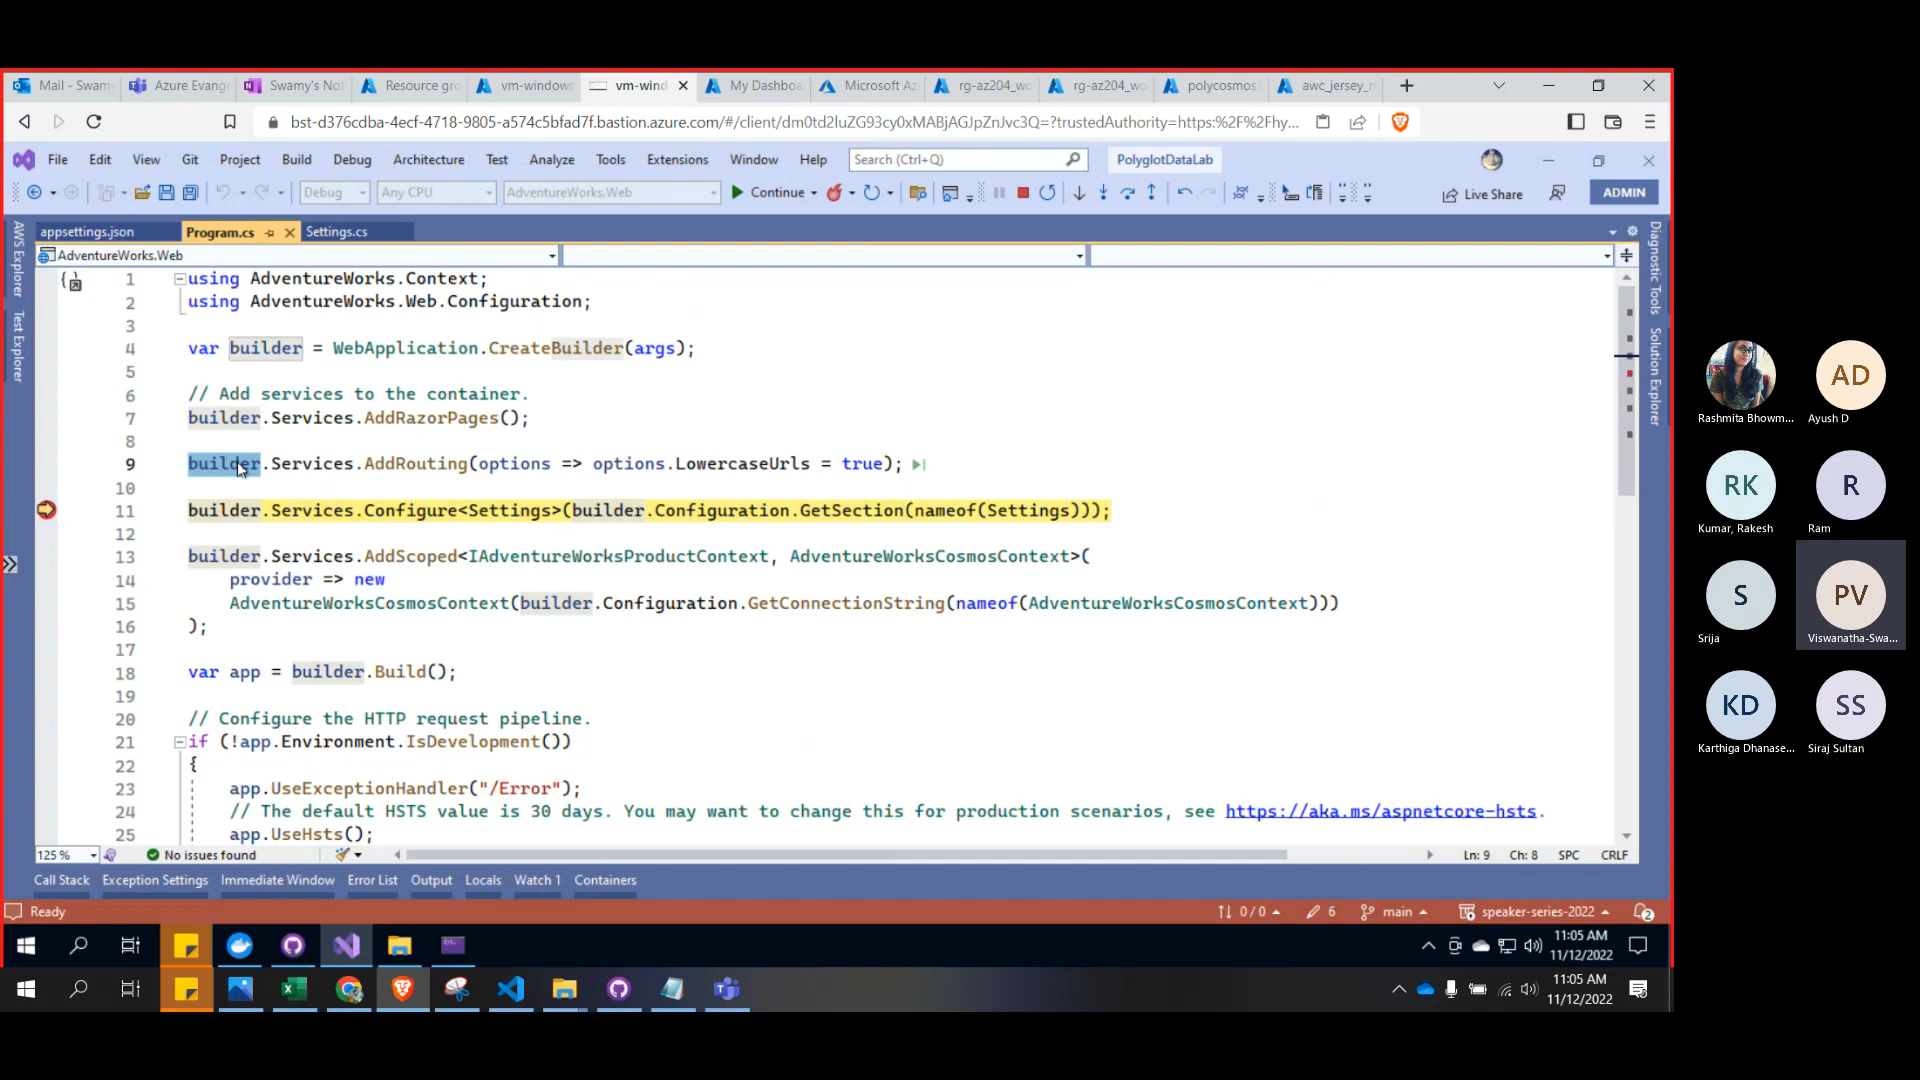 Mail - Swamy
Azure Evang
Swamy's Not
Resource gro
vm-windows
vm-wind
My Dashboa
Microsoft Az
rg-az204_wo
rg-az204_wo
polycosmos
awc_jersey_m
bst-d376cdba-4ecf-4718-9805-a574c5bfad7f.bastion.azure.com/#/client/dm0td2luZG93cy0xMABjAGJpZnJvc3Q=?trustedAuthority=https:%2F%2Fhy...
File Edit View Git Project Build Debug Architecture Test Analyze Tools Extensions Window Help Search (Ctrl+Q) PolyglotDataLab
Debug Any CPU AdventureWorks.Web Continue Live Share ADMIN
appsettings.json Program.cs Settings.cs
AdventureWorks.Web
AWS Explorer
Test Explorer
Diagnostic Tools
Solution Explorer
1 using AdventureWorks.Context;
2 using AdventureWorks.Web.Configuration;
3
4 var builder = WebApplication.CreateBuilder(args);
5
6 // Add services to the container.
7 builder.Services.AddRazorPages();
8
9 builder.Services.AddRouting(options => options.LowercaseUrls = true);
10
11 builder.Services.Configure<Settings>(builder.Configuration.GetSection(nameof(Settings)));
12
13 builder.Services.AddScoped<IAdventureWorksProductContext, AdventureWorksCosmosContext>(
14 provider => new
15 AdventureWorksCosmosContext(builder.Configuration.GetConnectionString(nameof(AdventureWorksCosmosContext)))
16 );
17
18 var app = builder.Build();
19
20 // Configure the HTTP request pipeline.
21 if (!app.Environment.IsDevelopment())
22 {
23 app.UseExceptionHandler("/Error");
24 // The default HSTS value is 30 days. You may want to change this for production scenarios, see https://aka.ms/aspnetcore-hsts.
25 app.UseHsts();
125 % No issues found Ln: 9 Ch: 8 SPC CRLF
Call Stack Exception Settings Immediate Window Error List Output Locals Watch 1 Containers
Ready 0 / 0 6 main speaker-series-2022 2
11:05 AM
11/12/2022
11:05 AM
11/12/2022
Rashmita Bhowm...
AD
Ayush D
RK
Kumar, Rakesh
R
Ram
S
Srija
PV
Viswanatha-Swa...
KD
Karthiga Dhanase...
SS
Siraj Sultan